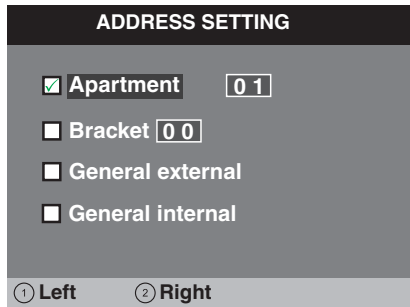 ADDRESS SETTING
Apartment 0 1
Bracket 0 0
General external
General internal
1 Left 2 Right